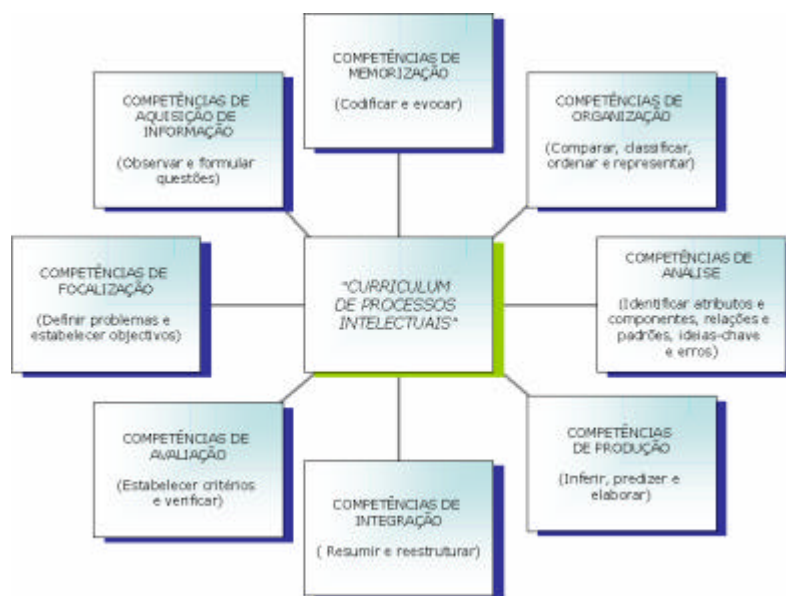 COMPETÊNCIAS DE
MEMORIZAÇÃO
(Codificar e evocar)
COMPETÊNCIAS DE
AQUISIÇÃO DE
INFORMAÇÃO
(Observar e formular
questões)
COMPETÊNCIAS DE
ORGANIZAÇÃO
(Comparar, classificar,
ordenar e representar)
COMPETÊNCIAS DE
FOCALIZAÇÃO
(Definir problemas e
estabelecer objectivos)
"CURRICULUM
DE PROCESSOS
INTELECTUAIS"
COMPETÊNCIAS DE
ANÁLISE
(Identificar atributos e
componentes, relações e
padrões, ideias-chave
e erros)
COMPETÊNCIAS DE
AVALIAÇÃO
(Estabelecer critérios
e verificar)
COMPETÊNCIAS DE
INTEGRAÇÃO
( Resumir e reestruturar)
COMPETÊNCIAS
DE PRODUÇÃO
(Inferir, predizer e
elaborar)